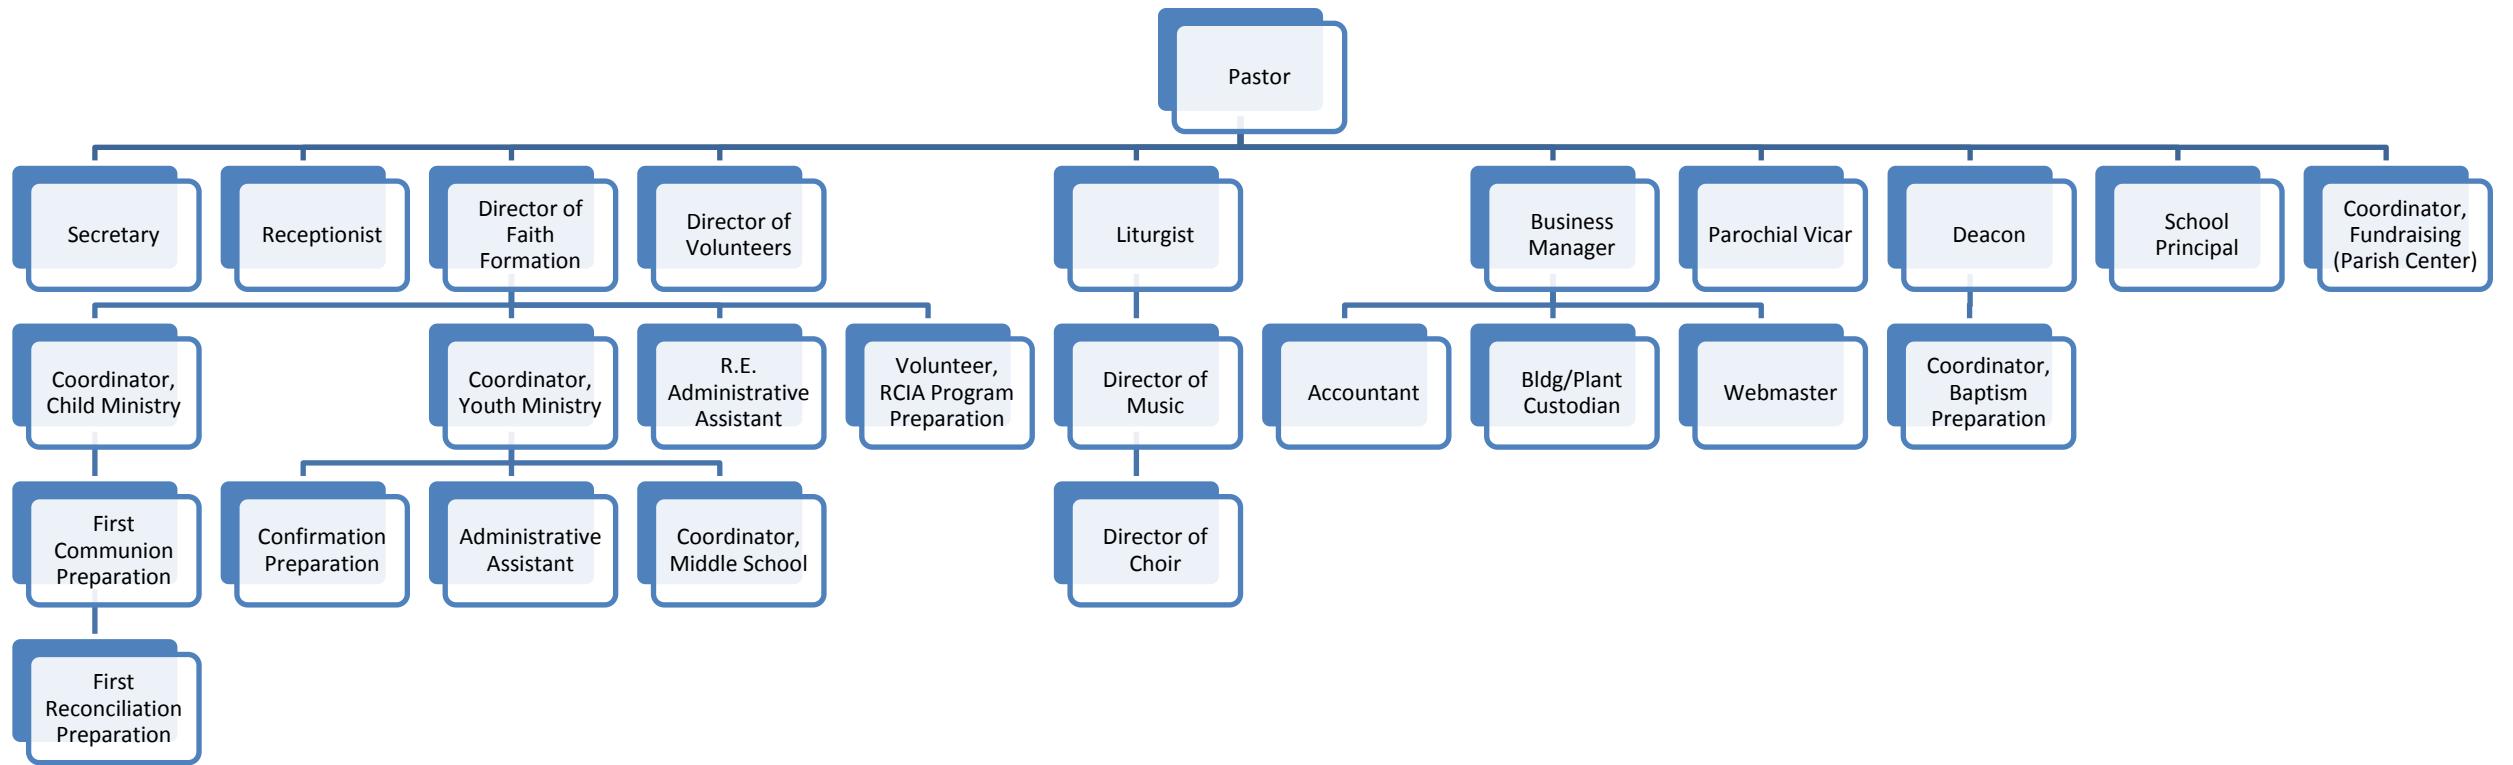 Pastor
Secretary
Receptionist
Director of
Faith
Formation
Director of
Volunteers
Liturgist
Business
Manager
Parochial Vicar
Deacon
School
Principal
Coordinator,
Fundraising
(Parish Center)
Coordinator,
Child Ministry
Coordinator,
Youth Ministry
R.E.
Administrative
Assistant
Volunteer,
RCIA Program
Preparation
Director of
Music
Accountant
Bldg/Plant
Custodian
Webmaster
Coordinator,
Baptism
Preparation
First
Communion
Preparation
Confirmation
Preparation
Administrative
Assistant
Coordinator,
Middle School
Director of
Choir
First
Reconciliation
Preparation